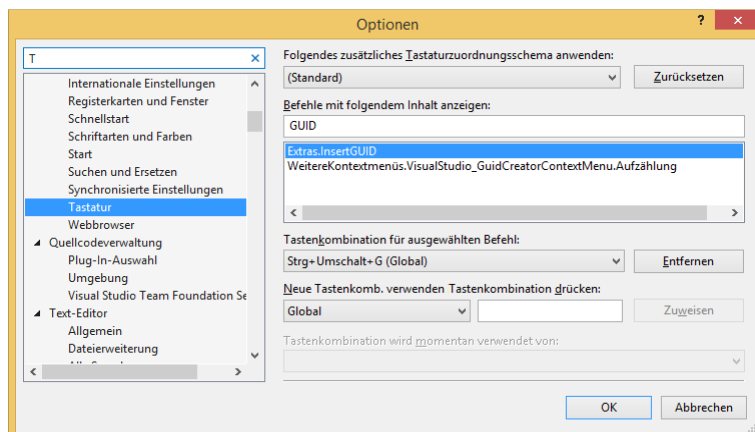 Optionen
?
T
Internationale Einstellungen
Registerkarten und Fenster
Schnellstart
Schriftarten und Farben
Start
Suchen und Ersetzen
Synchronisierte Einstellungen
Tastatur
Webbrowser
Quellcodeverwaltung
Plug-In-Auswahl
Umgebung
Visual Studio Team Foundation Se
Text-Editor
Allgemein
Dateierweiterung
Folgendes zusätzliches Tastaturzuordnungsschema anwenden:
(Standard)
Zurücksetzen
Befehle mit folgendem Inhalt anzeigen:
GUID
Extras.InsertGUID
WeitereKontextmenüs.VisualStudio_GuidCreatorContextMenu.Aufzählung
Tastenkombination für ausgewählten Befehl:
Strg+Umschalt+G (Global)
Entfernen
Neue Tastenkomb. verwenden Tastenkombination drücken:
Global
Zuweisen
Tastenkombination wird momentan verwendet von:
OK
Abbrechen